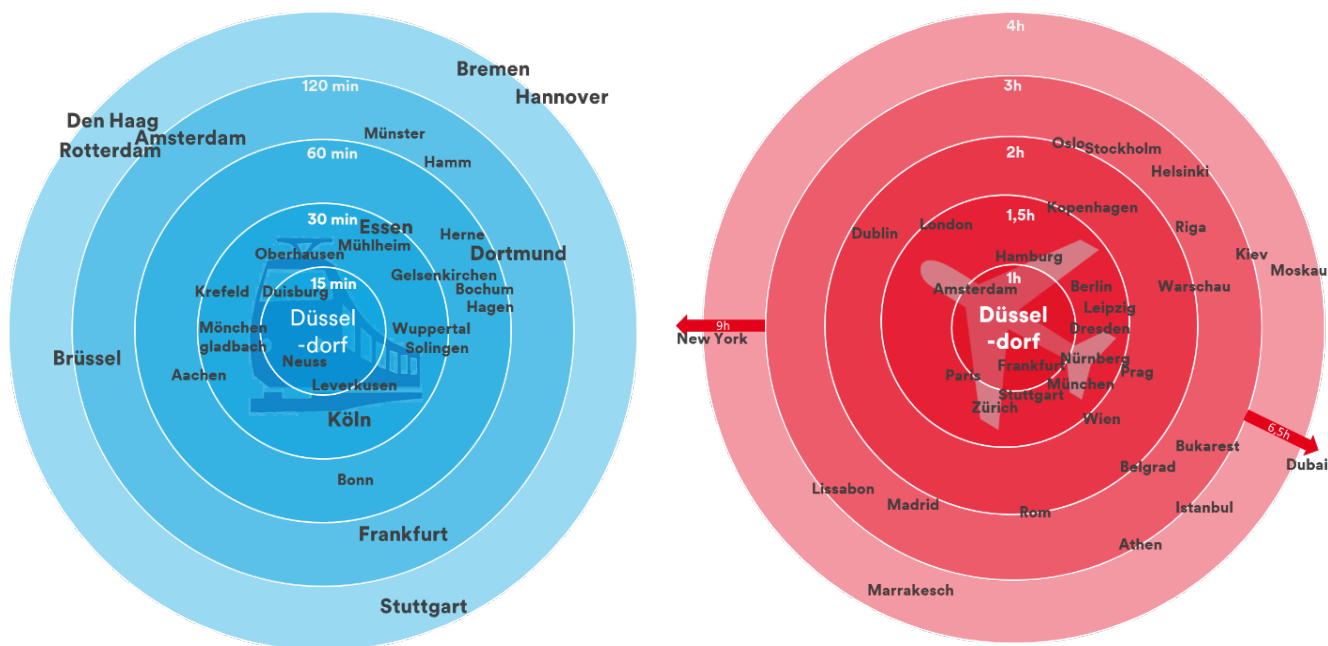 Bremen
120 min
Hannover
Den Haag
Amsterdam
Rotterdam
Münster
60 min
Hamm
30 min
Essen
Herne
Mühlheim
Oberhausen
Dortmund
Gelsenkirchen
15 min
Krefeld
Duisburg
Bochum
Hagen
Düssel
-dorf
Mönchen
gladbach
Wuppertal
Solingen
Brüssel
Neuss
Aachen
Leverkusen
Köln
Bonn
Frankfurt
Stuttgart
4h
3h
Oslo
Stockholm
2h
Helsinki
1,5h
Kopenhagen
London
Dublin
Riga
Hamburg
Kiev
Moskau
1h
Amsterdam
Berlin
Warschau
Leipzig
Düssel
-dorf
Dresden
9h
New York
Nürnberg
Frankfurt
Prag
Paris
München
Stuttgart
Zürich
Wien
6,5h
Bukarest
Dubai
Belgrad
Lissabon
Madrid
Rom
Istanbul
Athen
Marrakesch